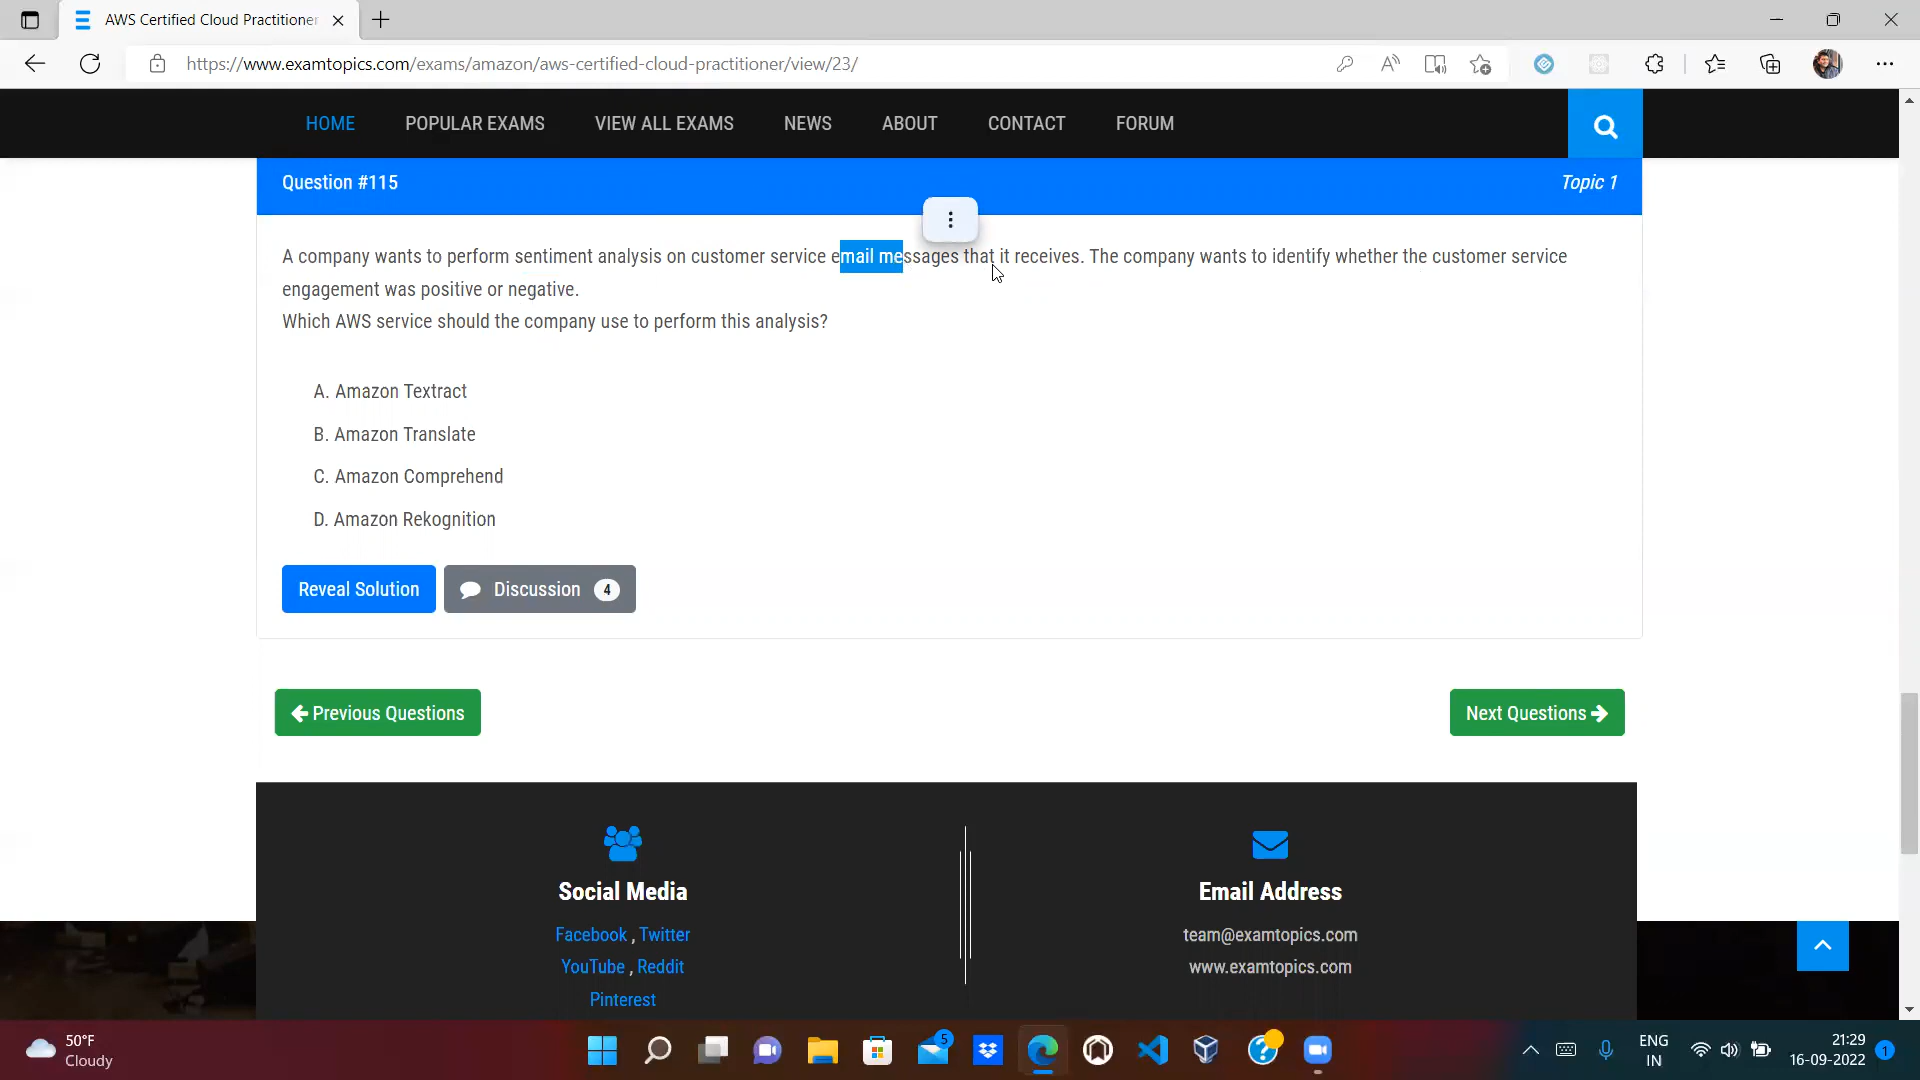 AWS Certified Cloud Practitioner
https://www.examtopics.com/exams/amazon/aws-certified-cloud-practitioner/view/23/
HOME POPULAR EXAMS VIEW ALL EXAMS NEWS ABOUT CONTACT FORUM
Question #115 Topic 1
A company wants to perform sentiment analysis on customer service email messages that it receives. The company wants to identify whether the customer service
engagement was positive or negative.
Which AWS service should the company use to perform this analysis?
A. Amazon Textract
B. Amazon Translate
C. Amazon Comprehend
D. Amazon Rekognition
Reveal Solution Discussion 4
Previous Questions Next Questions
Social Media
Facebook , Twitter
YouTube , Reddit
Pinterest
Email Address
team@examtopics.com
www.examtopics.com
50°F
Cloudy
5
ENG
IN
21:29
16-09-2022
1